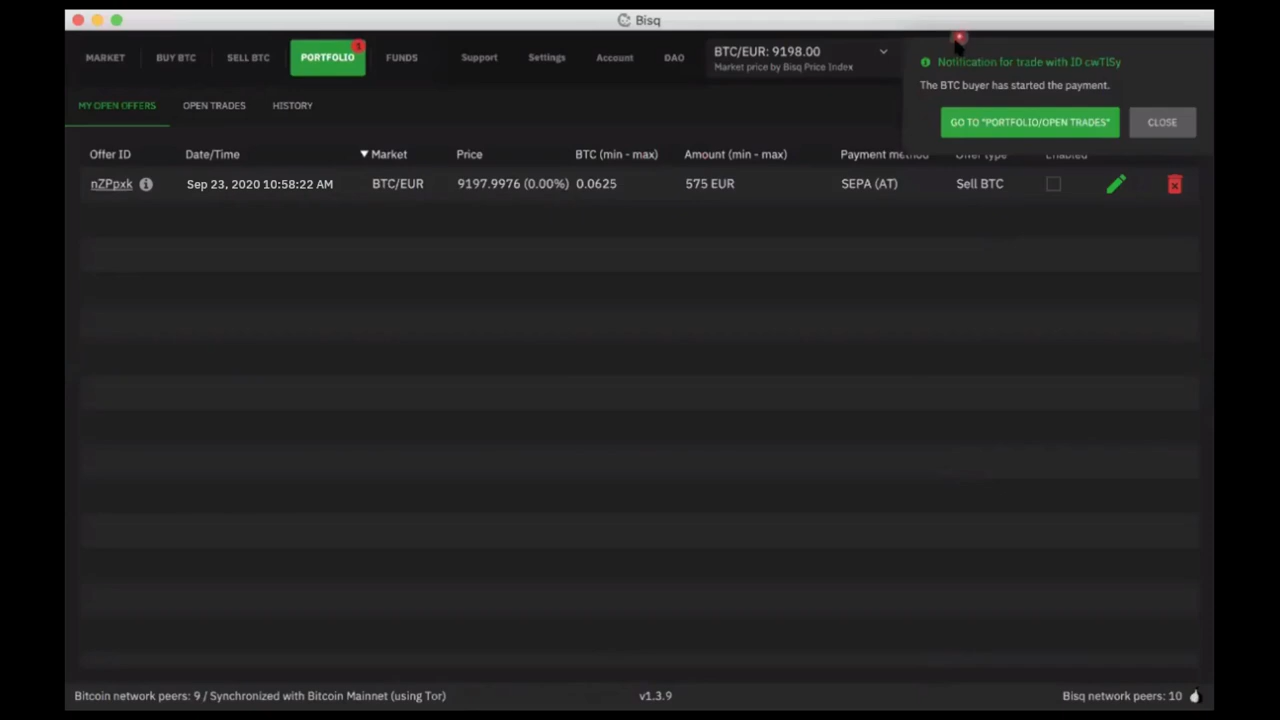 Bisq
MARKET BUY BTC SELL BTC PORTFOLIO 1 FUNDS Support Settings Account DAO BTC/EUR: 9198.00
Market price by Bisq Price Index
Notification for trade with ID cwTlSy
The BTC buyer has started the payment.
GO TO "PORTFOLIO/OPEN TRADES" CLOSE
MY OPEN OFFERS OPEN TRADES HISTORY
Offer ID Date/Time Market Price BTC (min - max) Amount (min - max) Payment method Offer type Enabled
nZPpxk Sep 23, 2020 10:58:22 AM BTC/EUR 9197.9976 (0.00%) 0.0625 575 EUR SEPA (AT) Sell BTC
Bitcoin network peers: 9 / Synchronized with Bitcoin Mainnet (using Tor) v1.3.9 Bisq network peers: 10